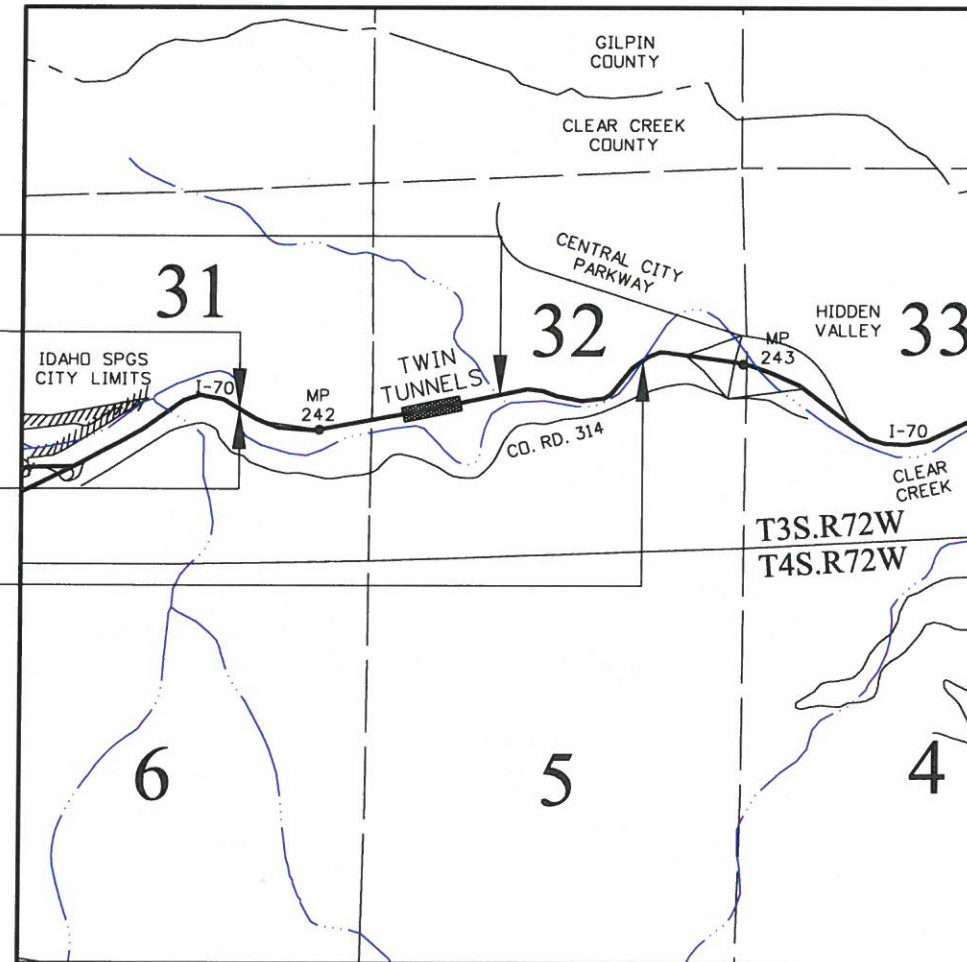 GILPIN
COUNTY
CLEAR CREEK
COUNTY
CENTRAL CITY
PARKWAY
31
32
HIDDEN
VALLEY
33
IDAHO SPGS
CITY LIMITS
I-70
MP
242
TWIN
TUNNELS
MP
243
CO. RD. 314
I-70
CLEAR
CREEK
T3S.R72W
T4S.R72W
6
5
4